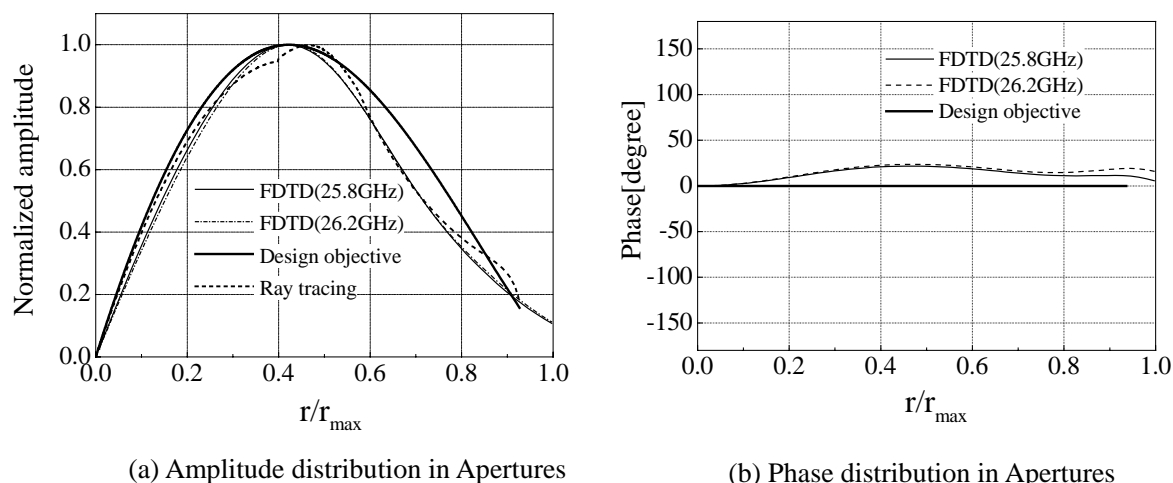 1.0
0.8
0.6
0.4
0.2
0.0
Normalized amplitude
FDTD(25.8GHz)
FDTD(26.2GHz)
Design objective
Ray tracing
0.0 0.2 0.4 0.6 0.8 1.0
r/rmax
(a) Amplitude distribution in Apertures
150
100
50
0
-50
-100
-150
Phase[degree]
FDTD(25.8GHz)
FDTD(26.2GHz)
Design objective
0.0 0.2 0.4 0.6 0.8 1.0
r/rmax
(b) Phase distribution in Apertures